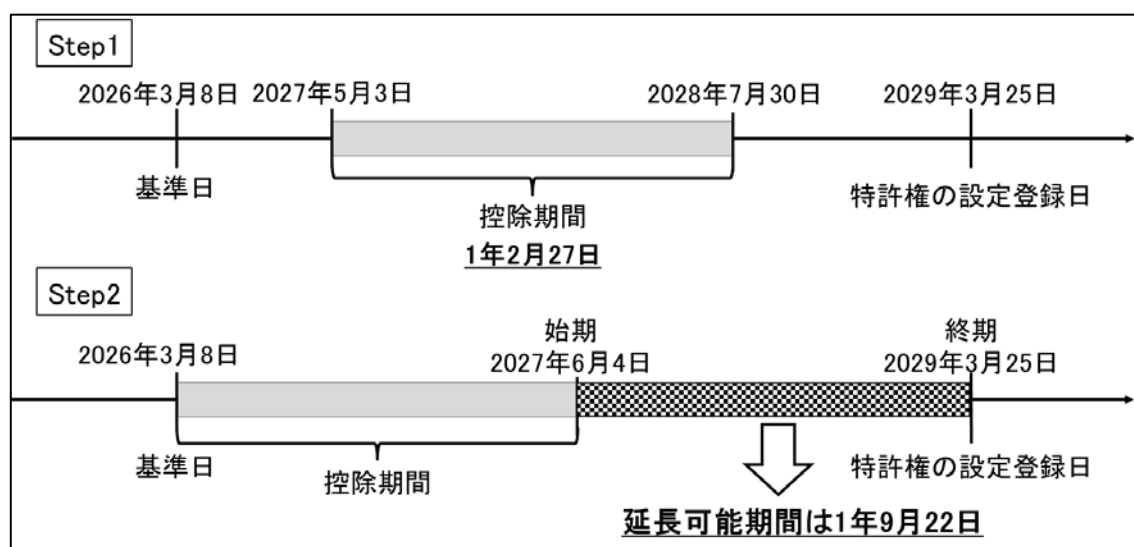 Step1
2026年3月8日 2027年5月3日 2028年7月30日 2029年3月25日
基準日 特許権の設定登録日
控除期間
1年2月27日
Step2
始期 終期
2026年3月8日 2027年6月4日 2029年3月25日
基準日 特許権の設定登録日
控除期間
延長可能期間は1年9月22日